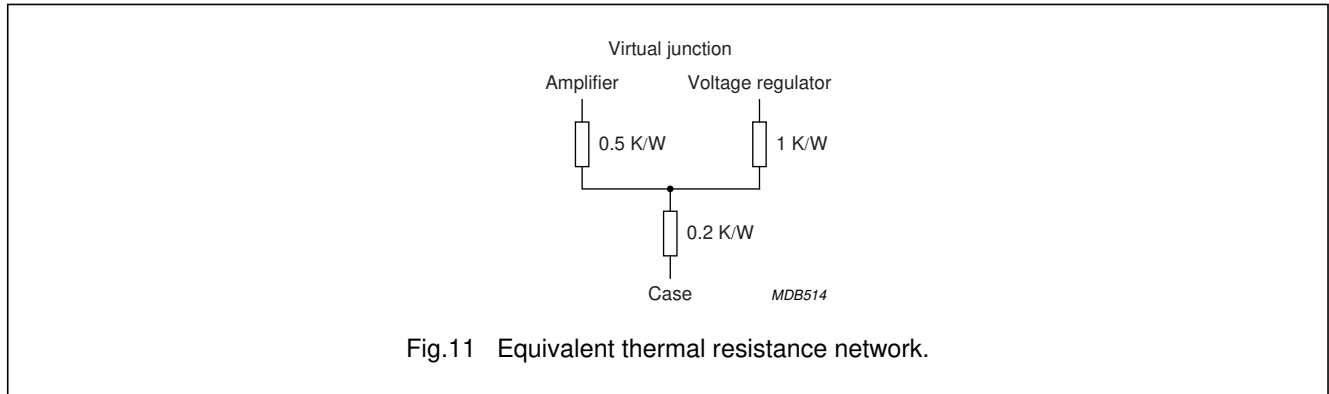 Virtual junction
Amplifier Voltage regulator
0.5 K/W 1 K/W
0.2 K/W
Case MDB514
Fig.11 Equivalent thermal resistance network.